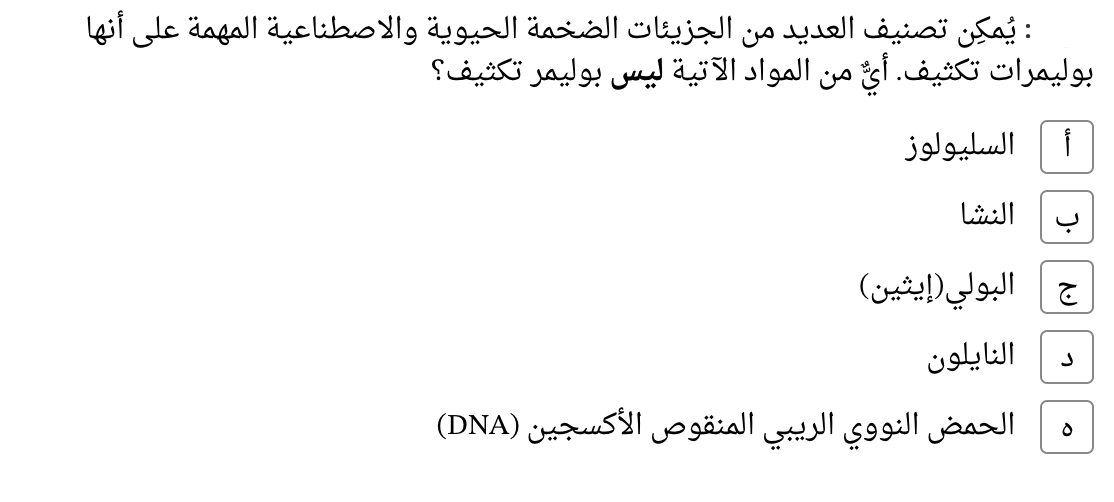 : يُمكِن تصنيف العديد من الجزيئات الضخمة الحيوية والاصطناعية المهمة على أنها
بوليمرات تكثيف. أيٌّ من المواد الآتية ليس بوليمر تكثيف؟
أ السليولوز
ب النشا
ج البولي(إيثين)
د النايلون
ه الحمض النووي الريبي المنقوص الأكسجين (DNA)